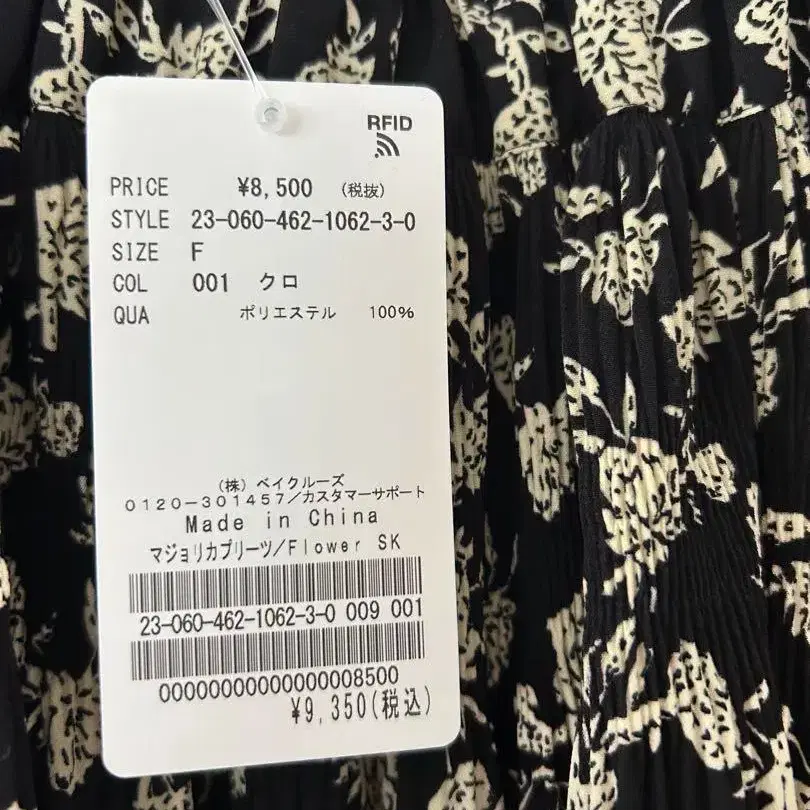 RFID
PRICE ¥8,500 (税抜)
STYLE 23-060-462-1062-3-0
SIZE F
COL 001 クロ
QUA ポリエステル 100%
(株) ベイクルーズ
0120-301457/カスタマーサポート
Made in China
マジョリカプリーツ/Flower SK
23-060-462-1062-3-0 009 001
00000000000000008500
¥9,350(税込)